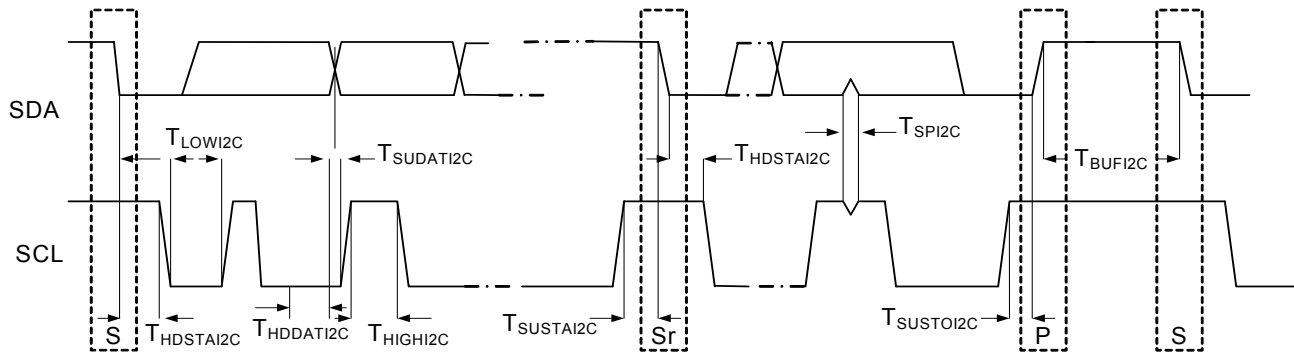 SDA
T_LOWI2C
T_SUDATI2C
T_HDSTAI2C
T_SPI2C
T_BUFI2C
SCL
S
T_HDSTAI2C
T_HDDATI2C
T_HIGHI2C
T_SUSTAI2C
Sr
T_SUSTOI2C
P
S